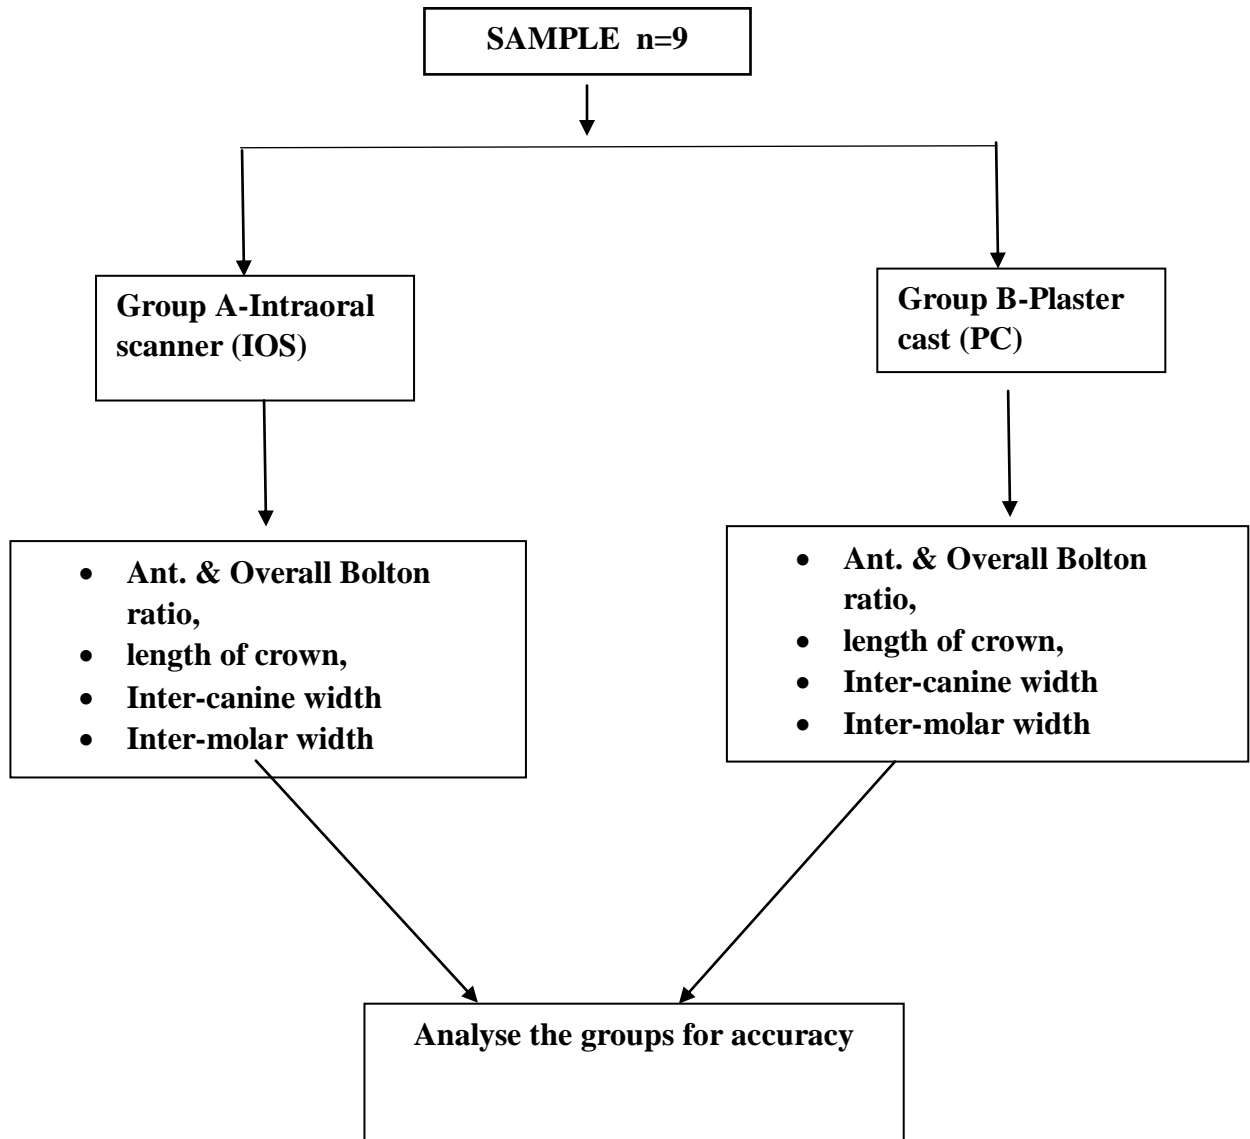 SAMPLE n=9
Group A-Intraoral
scanner (IOS)
Group B-Plaster
cast (PC)
• Ant. & Overall Bolton
ratio,
• length of crown,
• Inter-canine width
• Inter-molar width
• Ant. & Overall Bolton
ratio,
• length of crown,
• Inter-canine width
• Inter-molar width
Analyse the groups for accuracy